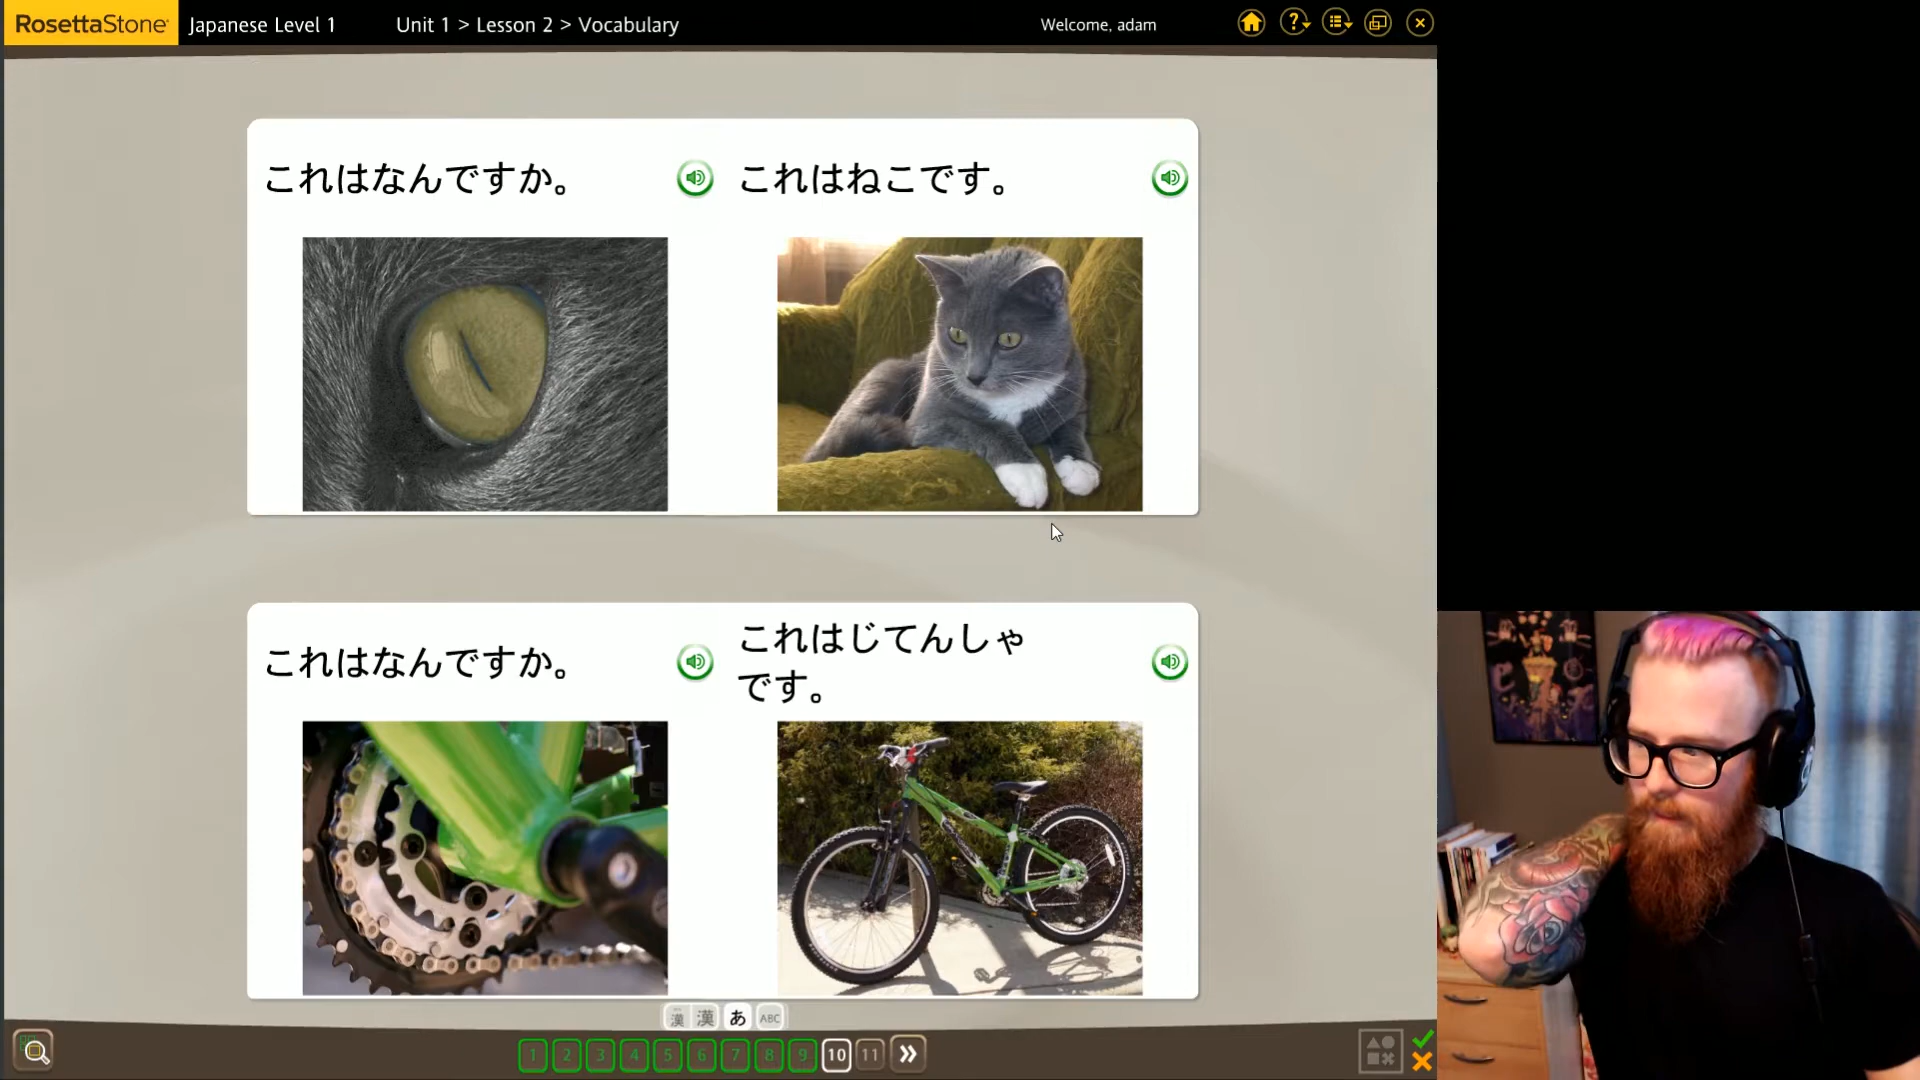 RosettaStone
Japanese Level 1
Unit 1 > Lesson 2 > Vocabulary
Welcome, adam
これはなんですか。
これはねこです。
これはなんですか。
これはじてんしゃ
です。
漢 漢 あ ABC
1 2 3 4 5 6 7 8 9 10 11 »